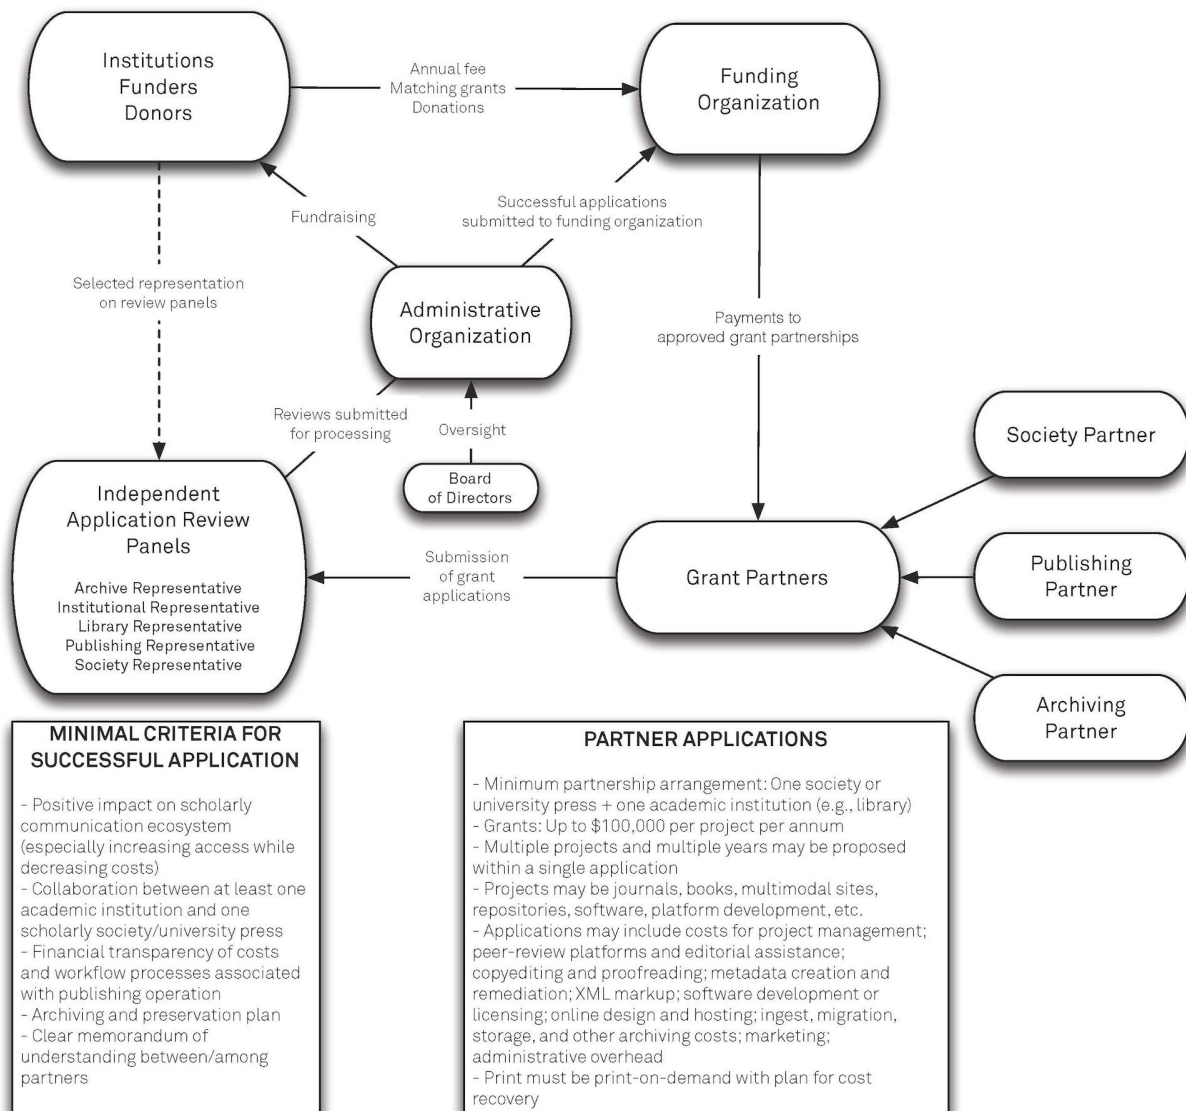 Institutions
Funders
Donors
Annual fee
Matching grants
Donations
Funding
Organization
Fundraising
Successful applications
submitted to funding organization
Selected representation
on review panels
Administrative
Organization
Payments to
approved grant partnerships
Reviews submitted
for processing
Oversight
Board
of Directors
Society Partner
Independent
Application Review
Panels
Archive Representative
Institutional Representative
Library Representative
Publishing Representative
Society Representative
Submission
of grant
applications
Grant Partners
Publishing
Partner
Archiving
Partner
MINIMAL CRITERIA FOR
SUCCESSFUL APPLICATION
- Positive impact on scholarly
communication ecosystem
(especially increasing access while
decreasing costs)
- Collaboration between at least one
academic institution and one
scholarly society/university press
- Financial transparency of costs
and workflow processes associated
with publishing operation
- Archiving and preservation plan
- Clear memorandum of
understanding between/among
partners
PARTNER APPLICATIONS
- Minimum partnership arrangement: One society or
university press + one academic institution (e.g., library)
- Grants: Up to $100,000 per project per annum
- Multiple projects and multiple years may be proposed
within a single application
- Projects may be journals, books, multimodal sites,
repositories, software, platform development, etc.
- Applications may include costs for project management;
peer-review platforms and editorial assistance;
copyediting and proofreading; metadata creation and
remediation; XML markup; software development or
licensing; online design and hosting; ingest, migration,
storage, and other archiving costs; marketing;
administrative overhead
- Print must be print-on-demand with plan for cost
recovery